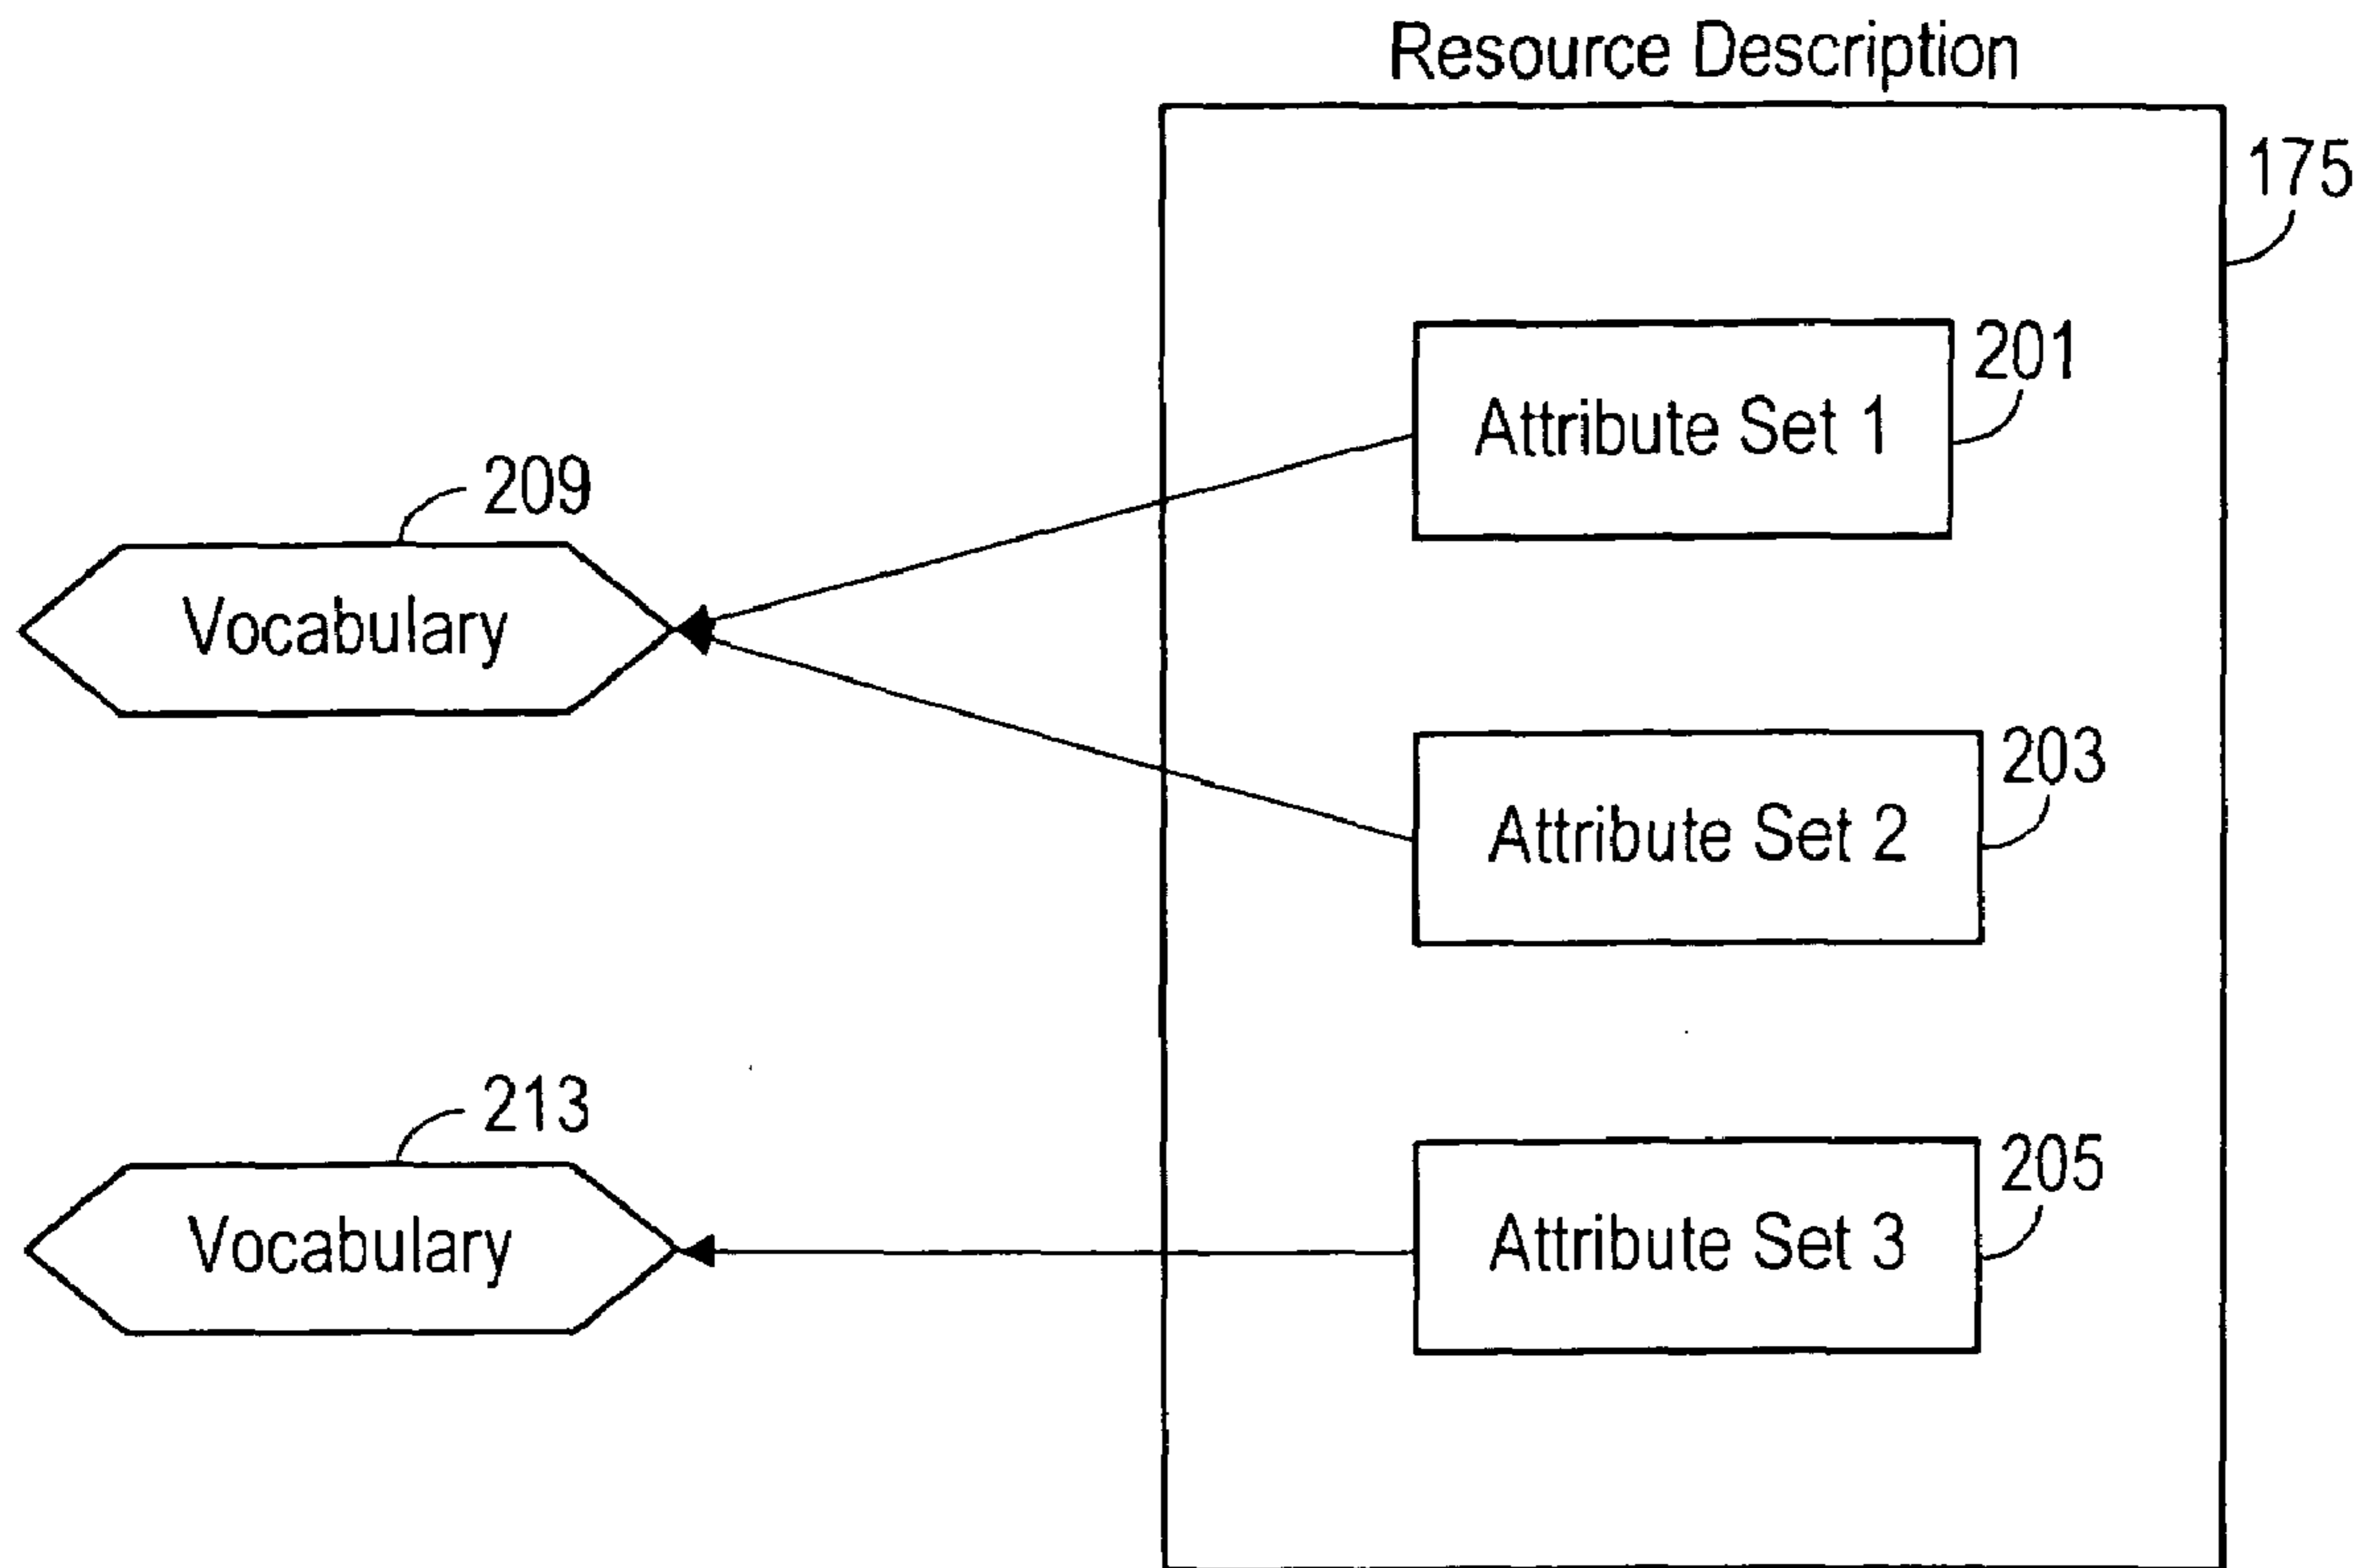 Resource Description
175
201
Attribute Set 1
209
Vocabulary
203
Attribute Set 2
213
Vocabulary
205
Attribute Set 3